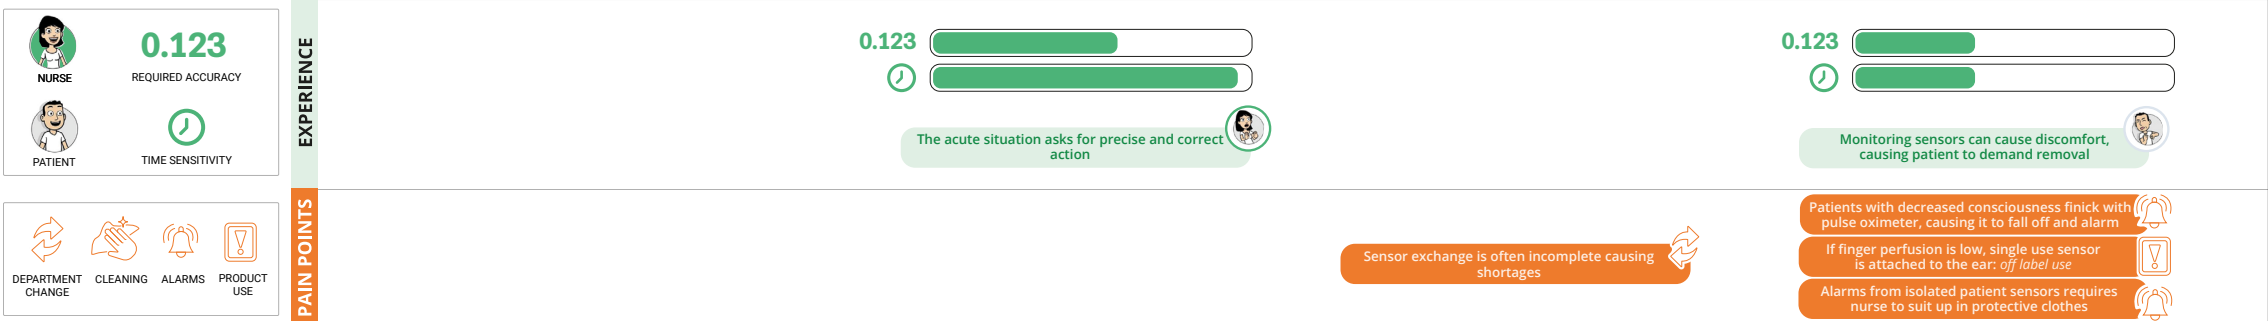 NURSE
0.123
REQUIRED ACCURACY
PATIENT
TIME SENSITIVITY
EXPERIENCE
0.123
The acute situation asks for precise and correct
action
0.123
Monitoring sensors can cause discomfort,
causing patient to demand removal
DEPARTMENT
CHANGE
CLEANING
ALARMS
PRODUCT
USE
PAIN POINTS
Sensor exchange is often incomplete causing
shortages
Patients with decreased consciousness finick with
pulse oximeter, causing it to fall off and alarm
If finger perfusion is low, single use sensor
is attached to the ear: off label use
Alarms from isolated patient sensors requires
nurse to suit up in protective clothes